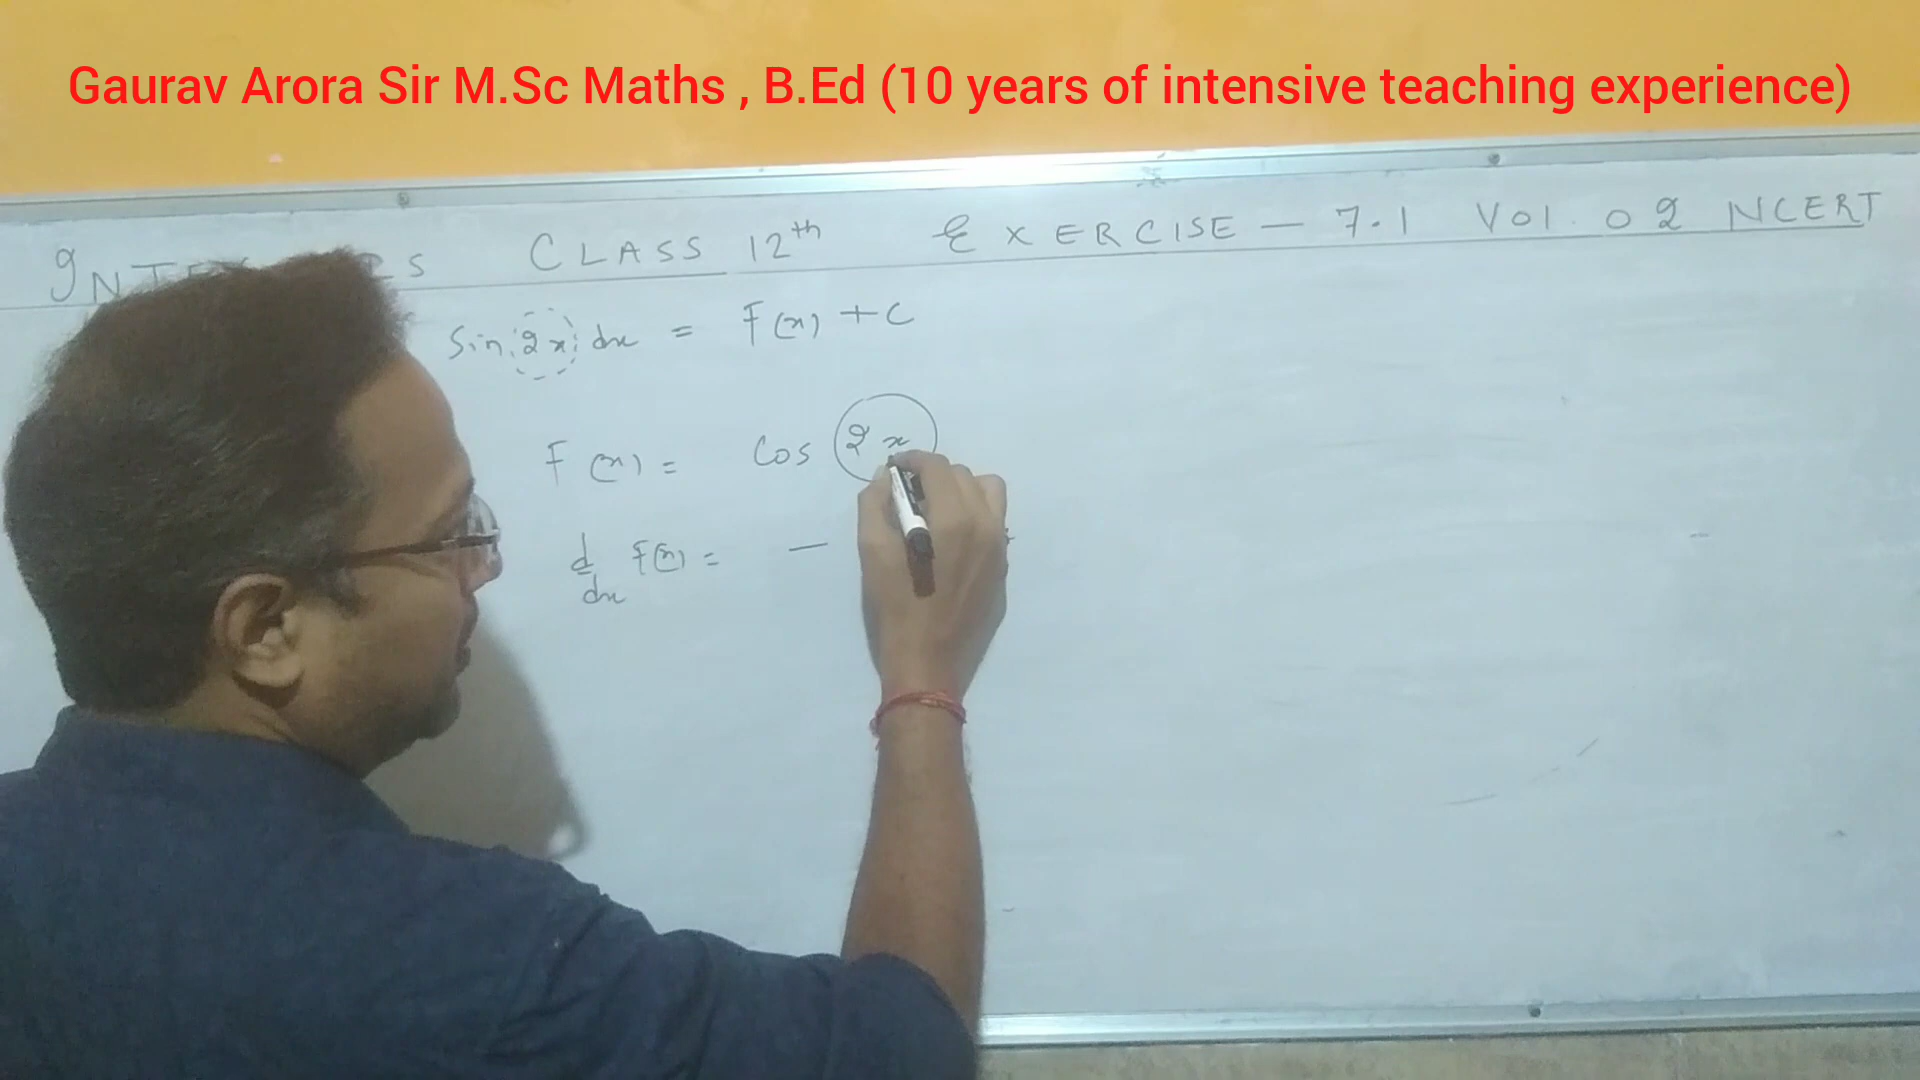 Gaurav Arora Sir M.Sc Maths , B.Ed (10 years of intensive teaching experience)
CLASS 12th EXERCISE — 7.1 Vol. 02 NCERT
Sin 2x dx = F(x) + C
F(x) = Cos 2x
d/dx F(x) = —